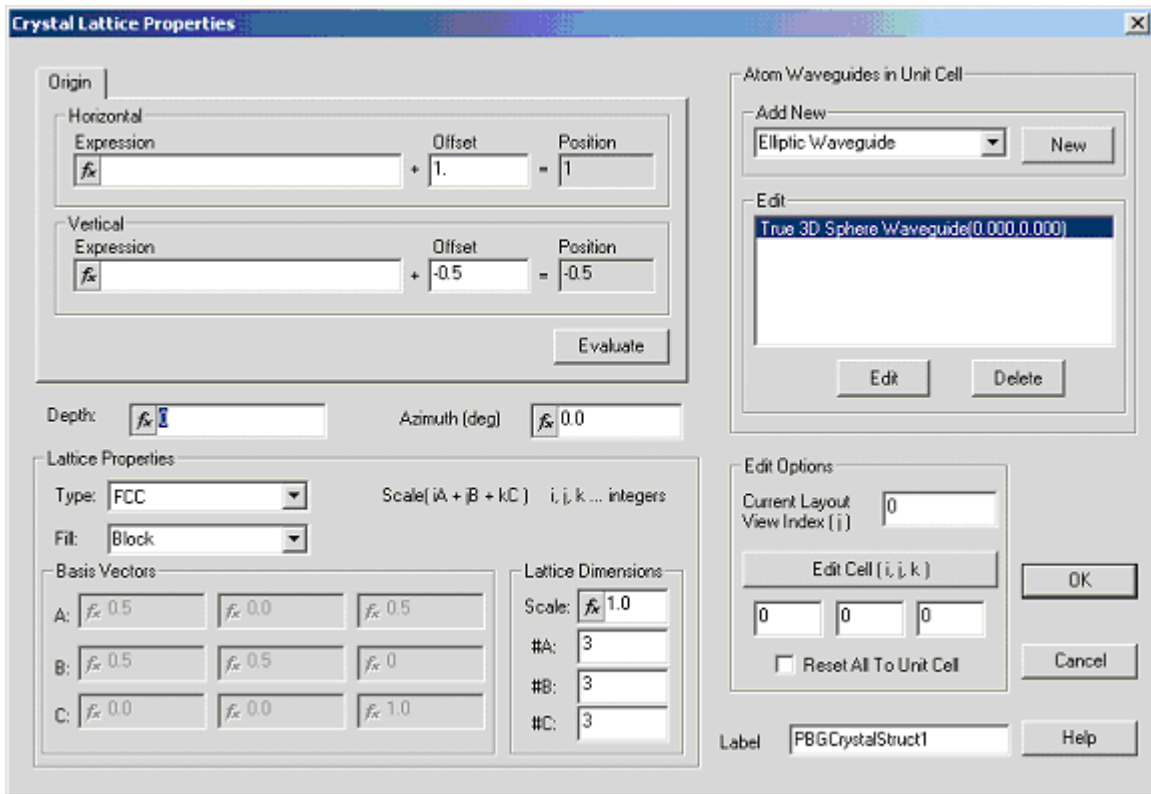 Crystal Lattice Properties
Origin
Horizontal
Expression Offset Position
fx + 1. = 1
Vertical
Expression Offset Position
fx + -0.5 = -0.5
Evaluate
Depth: fx 0 Azimuth (deg) fx 0.0
Lattice Properties
Type: FCC Scale( iA + jB + kC ) i, j, k ... integers
Fill: Block
Basis Vectors
A: fx 0.5 fx 0.0 fx 0.5
B: fx 0.5 fx 0.5 fx 0
C: fx 0.0 fx 0.0 fx 1.0
Lattice Dimensions
Scale: fx 1.0
#A: 3
#B: 3
#C: 3
Atom Waveguides in Unit Cell
Add New
Elliptic Waveguide New
Edit
True 3D Sphere Waveguide(0.000,0.000)
Edit Delete
Edit Options
Current Layout
View Index ( j ) 0
Edit Cell ( i, j, k )
0 0 0
Reset All To Unit Cell
OK
Cancel
Label PBGCrystalStruct1 Help